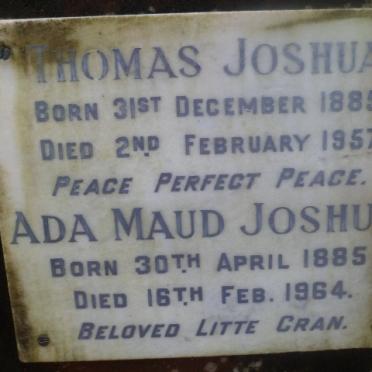 THOMAS JOSHUA
BORN 31ST DECEMBER 1885
DIED 2ND FEBRUARY 1957
PEACE PERFECT PEACE.
ADA MAUD JOSHU
BORN 30TH APRIL 1885
DIED 16TH FEB. 1964.
BELOVED LITTE GRAN.